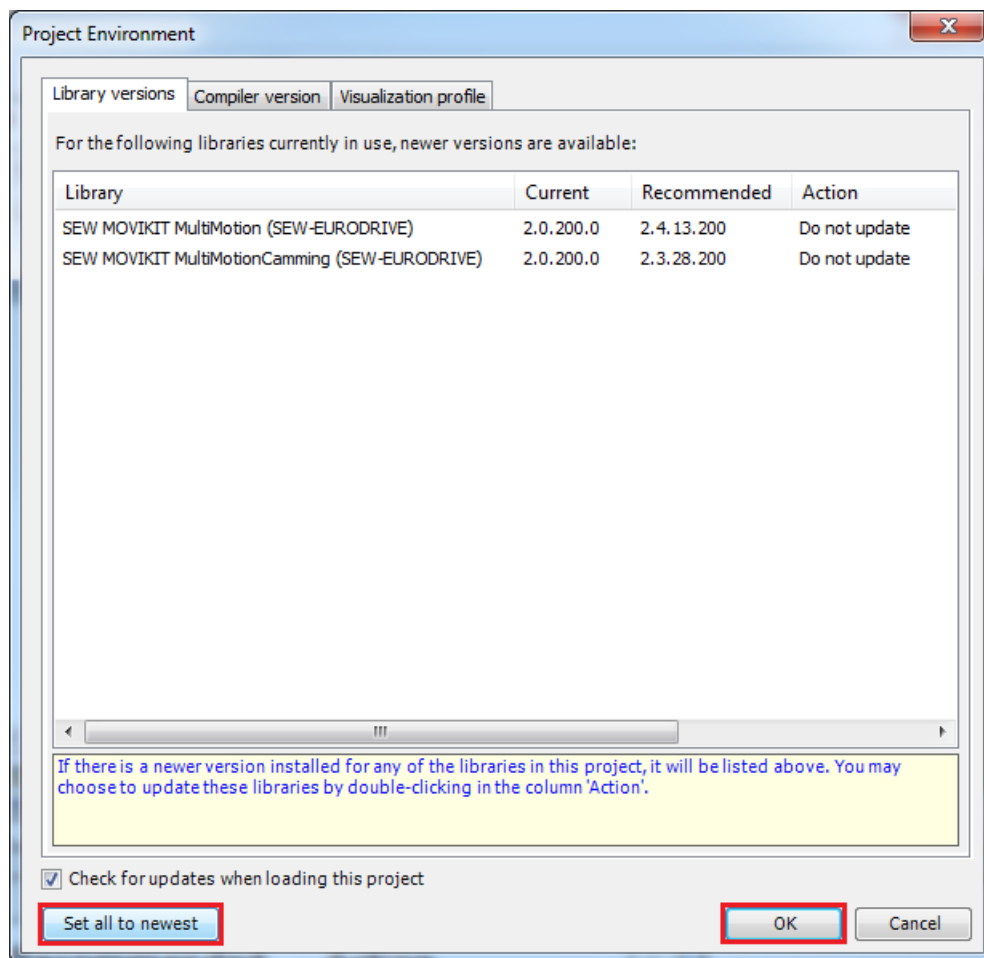 Project Environment
Library versions Compiler version Visualization profile
For the following libraries currently in use, newer versions are available:
Library Current Recommended Action
SEW MOVIKIT MultiMotion (SEW-EURODRIVE) 2.0.200.0 2.4.13.200 Do not update
SEW MOVIKIT MultiMotionCamming (SEW-EURODRIVE) 2.0.200.0 2.3.28.200 Do not update
If there is a newer version installed for any of the libraries in this project, it will be listed above. You may
choose to update these libraries by double-clicking in the column 'Action'.
Check for updates when loading this project
Set all to newest OK Cancel